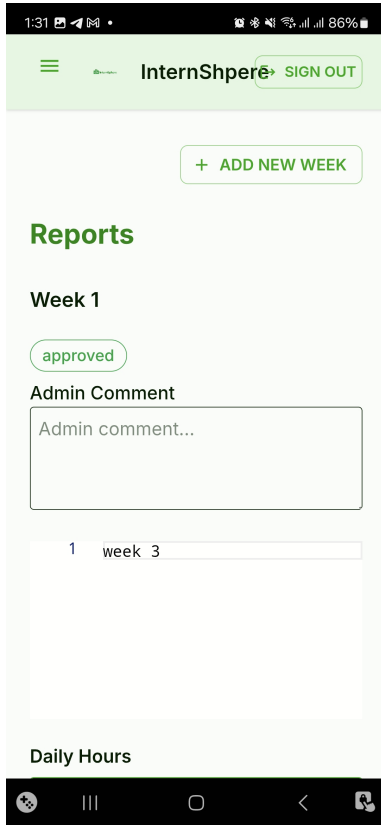 1:31 86%
InternShpere SIGN OUT
+ ADD NEW WEEK
Reports
Week 1
approved
Admin Comment
Admin comment...
1 week 3
Daily Hours